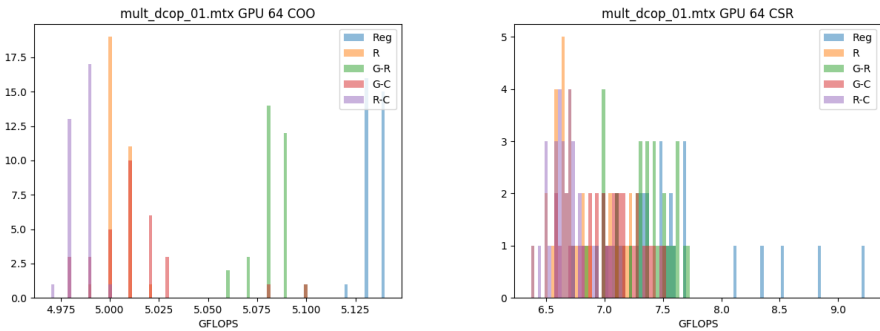 mult_dcop_01.mtx GPU 64 COO
17.5
15.0
12.5
10.0
7.5
5.0
2.5
0.0
4.975
5.000
5.025
5.050
5.075
5.100
5.125
GFLOPS
Reg
R
G-R
G-C
R-C
mult_dcop_01.mtx GPU 64 CSR
5
4
3
2
1
0
6.5
7.0
7.5
8.0
8.5
9.0
GFLOPS
Reg
R
G-R
G-C
R-C